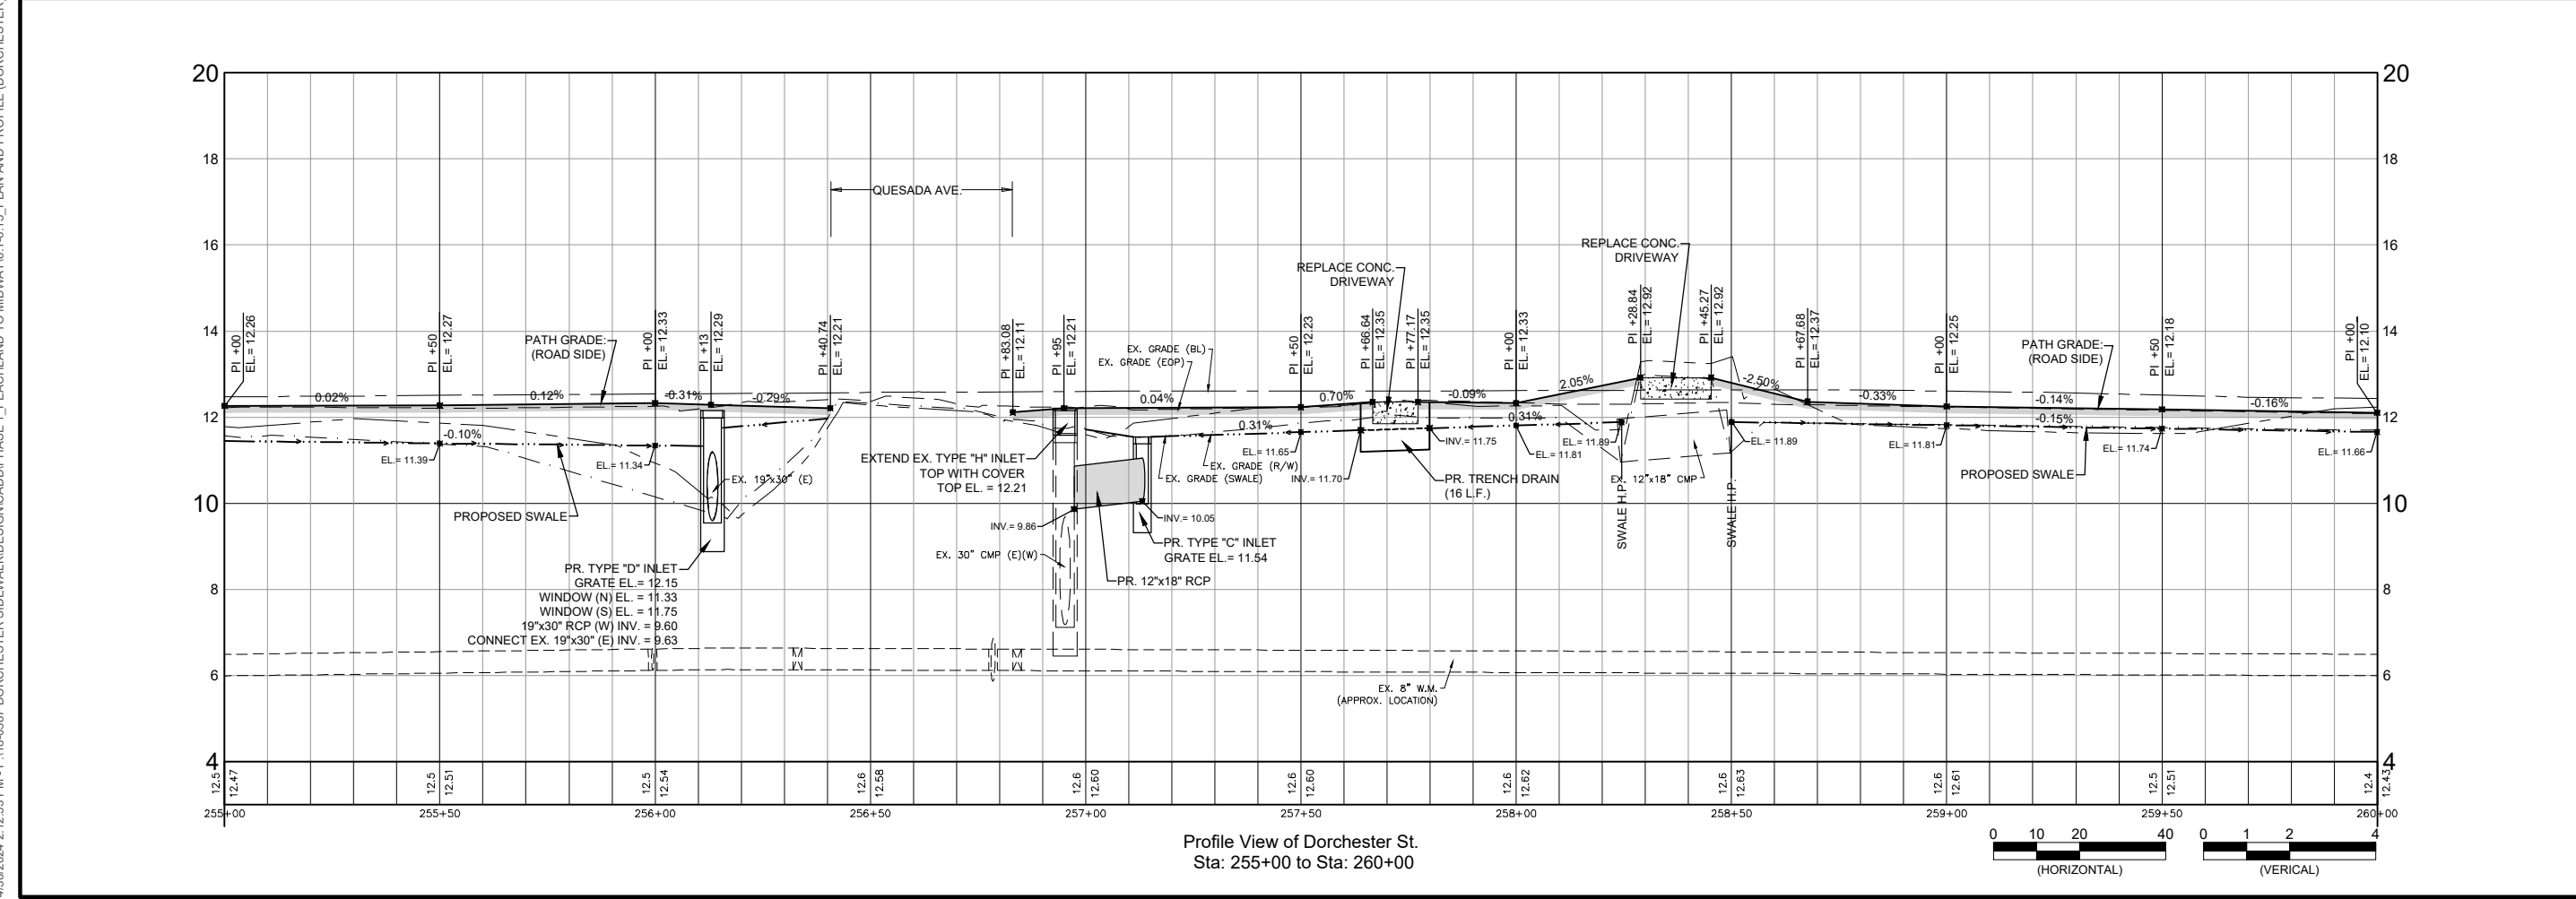 20
20
18
18
QUESADA AVE.
16
16
REPLACE CONC.
DRIVEWAY
REPLACE CONC.
DRIVEWAY
14
14
PI +00
EL.= 12.26
PI +50
EL.= 12.27
PATH GRADE:
(ROAD SIDE)
PI +00
EL.= 12.33
PI +13
EL.= 12.29
PI +40.74
EL.= 12.21
PI +83.08
EL.= 12.11
PI +95
EL.= 12.21
EX. GRADE (BL)
EX. GRADE (EOP)
PI +50
EL.= 12.23
PI +66.64
EL.= 12.35
PI +77.17
EL.= 12.35
PI +00
EL.= 12.33
PI +28.84
EL.= 12.92
PI +45.27
EL.= 12.92
PI +67.68
EL.= 12.37
PI +00
EL.= 12.25
PATH GRADE:
(ROAD SIDE)
PI +50
EL.= 12.18
PI +00
EL.= 12.10
0.02%
0.12%
-0.31%
-0.29%
0.04%
0.70%
-0.09%
2.05%
-2.50%
-0.33%
-0.14%
-0.16%
12
12
-0.10%
0.31%
0.31%
-0.15%
EL.= 11.39
EL.= 11.34
EX. 19"x30" (E)
EXTEND EX. TYPE "H" INLET
TOP WITH COVER
TOP EL. = 12.21
EX. GRADE (SWALE)
EX. GRADE (R/W)
EL.= 11.65
INV.= 11.70
INV.= 11.75
EL.= 11.81
EL.= 11.89
EL.= 11.89
EL.= 11.81
EL.= 11.74
EL.= 11.66
PR. TRENCH DRAIN
(16 L.F.)
EX. 12"x18" CMP
SWALE H.P.
SWALE H.P.
PROPOSED SWALE
10
10
PROPOSED SWALE
INV.= 9.86
INV.= 10.05
EX. 30" CMP (E)(W)
PR. TYPE "C" INLET
GRATE EL.= 11.54
PR. 12"x18" RCP
8
8
PR. TYPE "D" INLET
GRATE EL.= 12.15
WINDOW (N) EL. = 11.33
WINDOW (S) EL. = 11.75
19"x30" RCP (W) INV. = 9.60
CONNECT EX. 19"x30" (E) INV. = 9.63
6
6
EX. 8" W.M.
(APPROX. LOCATION)
4
4
12.5
12.47
12.5
12.51
12.5
12.54
12.6
12.58
12.6
12.60
12.6
12.60
12.6
12.62
12.6
12.63
12.6
12.61
12.5
12.51
12.4
12.43
255+00
255+50
256+00
256+50
257+00
257+50
258+00
258+50
259+00
259+50
260+00
Profile View of Dorchester St.
Sta: 255+00 to Sta: 260+00
0 10 20 40
(HORIZONTAL)
0 1 2 4
(VERICAL)